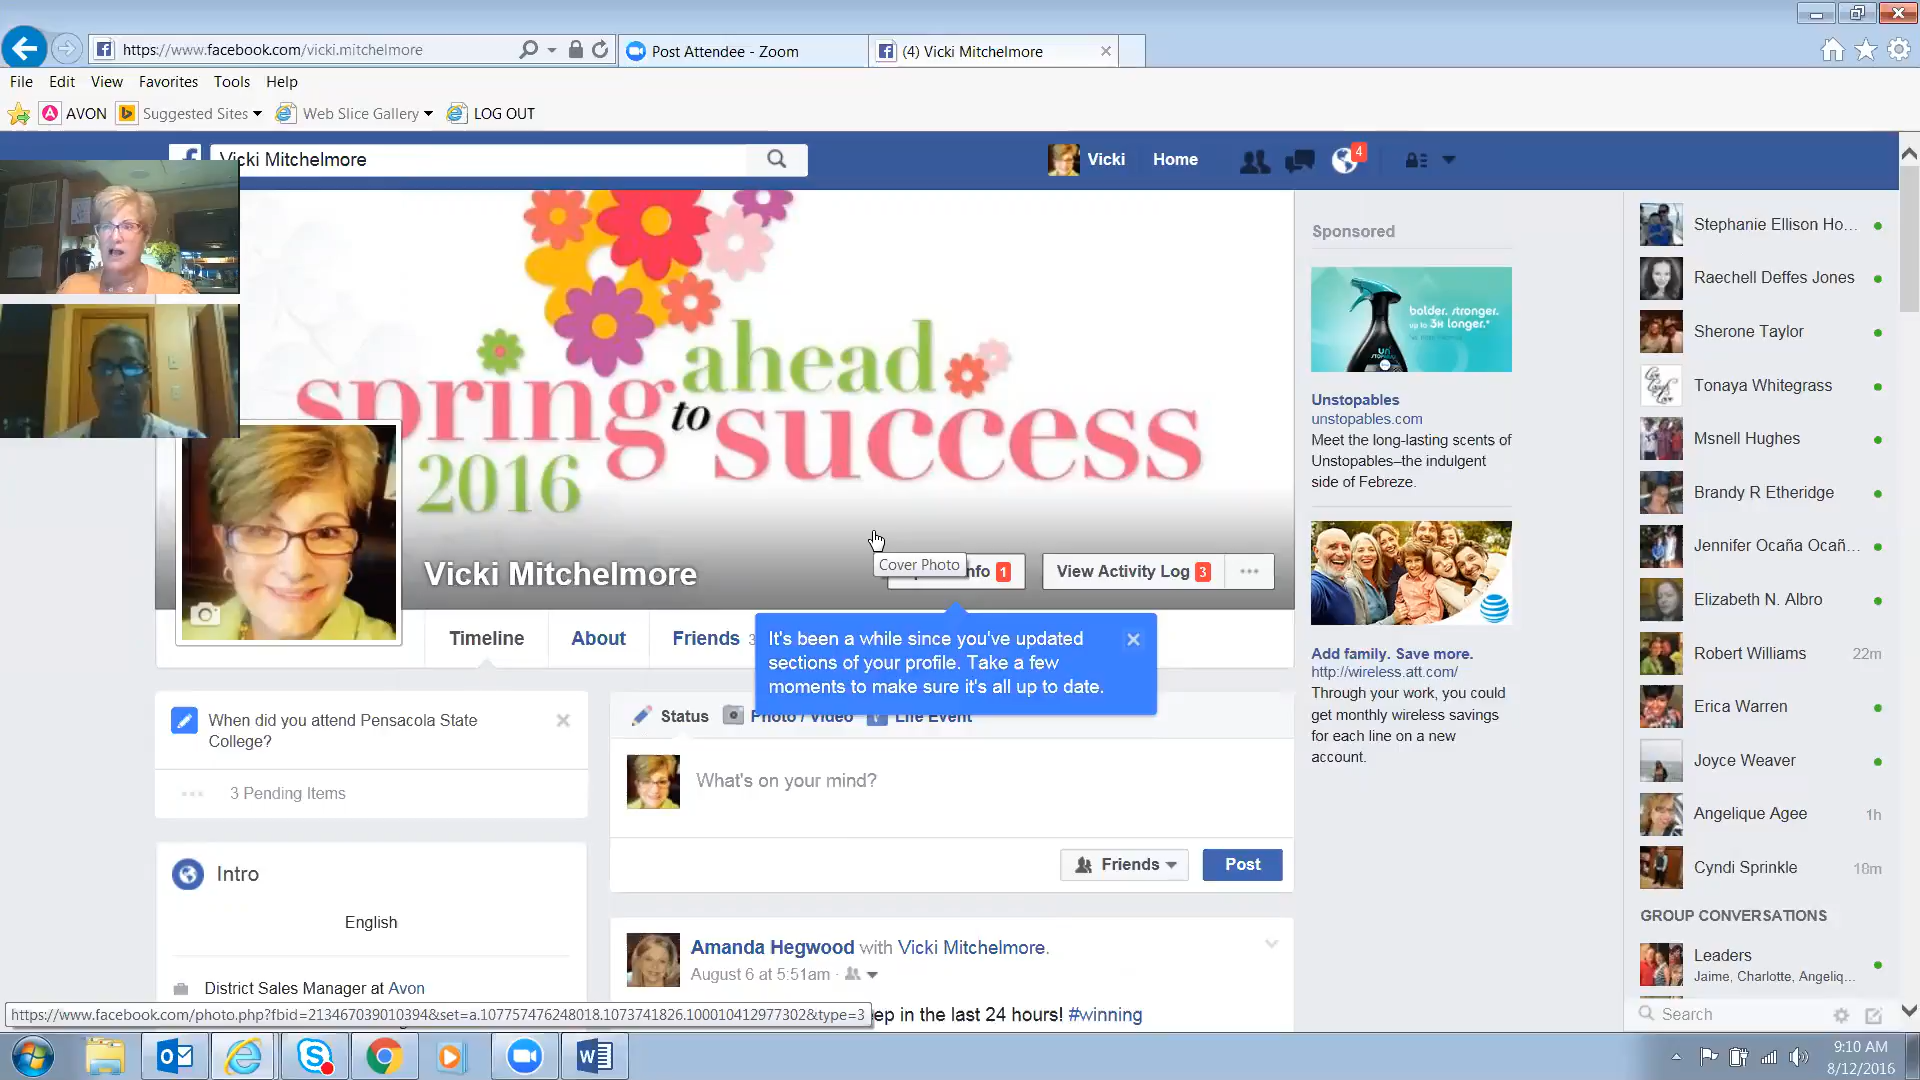 https://www.facebook.com/vicki.mitchelmore
Post Attendee - Zoom
(4) Vicki Mitchelmore
File Edit View Favorites Tools Help
AVON Suggested Sites Web Slice Gallery LOG OUT
Vicki Mitchelmore
Vicki Home 4
spring ahead
to success
2016
Vicki Mitchelmore
Cover Photo
nfo 1
View Activity Log 3 ...
Timeline About Friends 3
It's been a while since you've updated
sections of your profile. Take a few
moments to make sure it's all up to date.
When did you attend Pensacola State
College?
3 Pending Items
Intro
English
District Sales Manager at Avon
Status Photo / Video Life Event
What's on your mind?
Friends Post
Amanda Hegwood with Vicki Mitchelmore.
August 6 at 5:51am ·
eep in the last 24 hours! #winning
https://www.facebook.com/photo.php?fbid=213467039010394&set=a.107757476248018.1073741826.100010412977302&type=3
Sponsored
bolder. stronger.
up to 3X longer.*
Unstopables
unstopables.com
Meet the long-lasting scents of
Unstopables–the indulgent
side of Febreze.
Add family. Save more.
http://wireless.att.com/
Through your work, you could
get monthly wireless savings
for each line on a new
account.
Stephanie Ellison Ho...
Raechell Deffes Jones
Sherone Taylor
Tonaya Whitegrass
Msnell Hughes
Brandy R Etheridge
Jennifer Ocaña Ocañ...
Elizabeth N. Albro
Robert Williams 22m
Erica Warren
Joyce Weaver
Angelique Agee 1h
Cyndi Sprinkle 18m
GROUP CONVERSATIONS
Leaders
Jaime, Charlotte, Angeliq...
Search
9:10 AM
8/12/2016